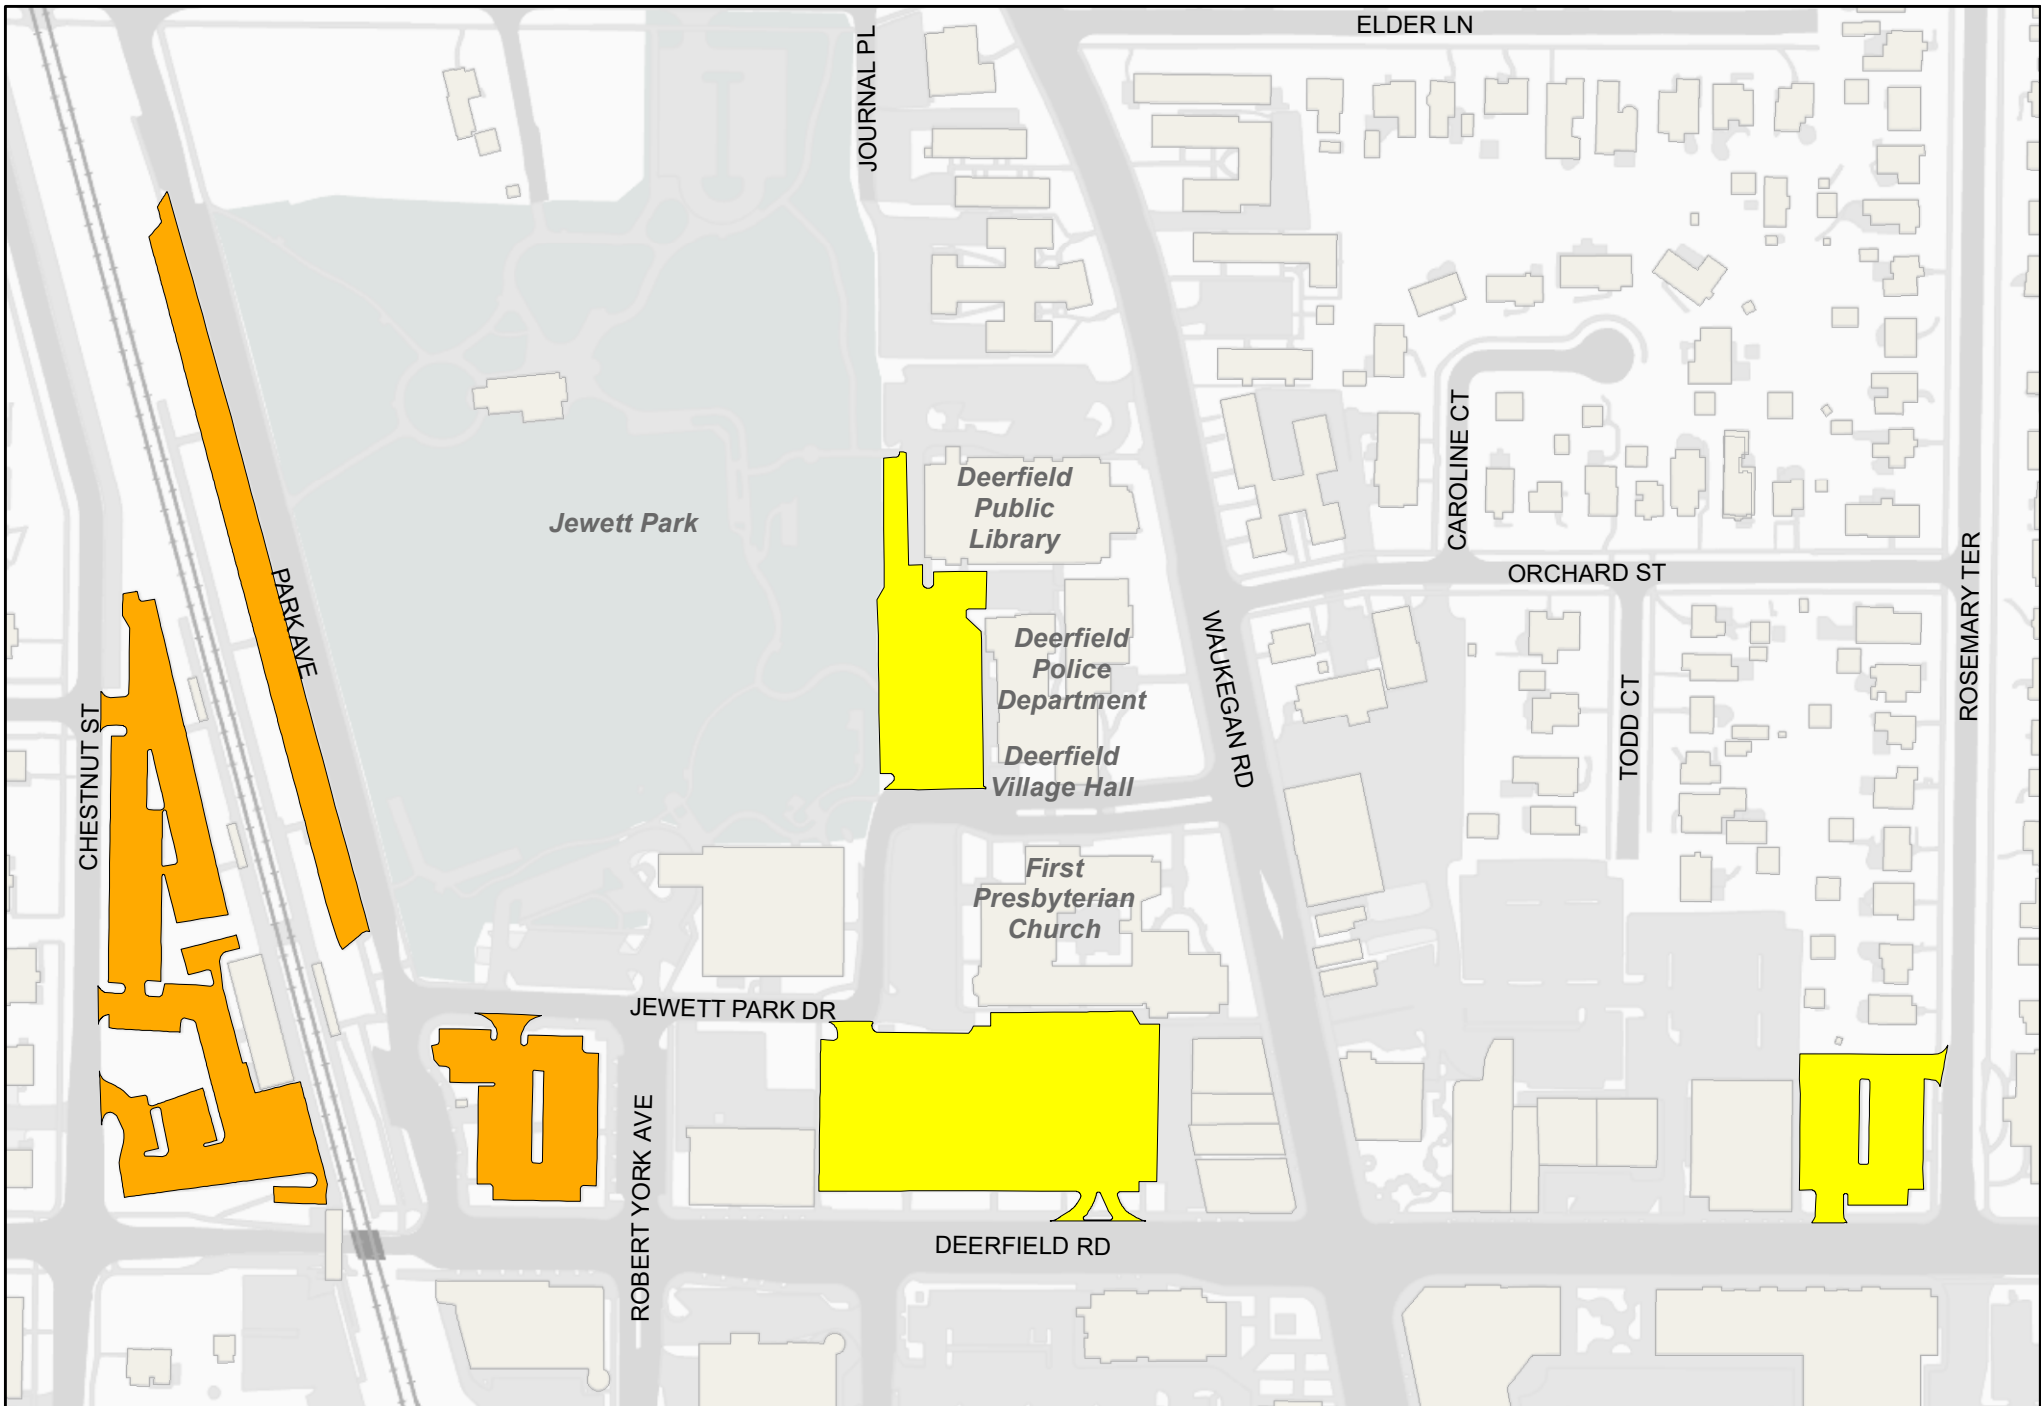 ELDER LN
JOURNAL PL
CAROLINE CT
Deerfield
Public
Library
Jewett Park
ORCHARD ST
ROSEMARY TER
PARK AVE
Deerfield
Police
Department
WAUKEGAN RD
TODD CT
CHESTNUT ST
Deerfield
Village Hall
First
Presbyterian
Church
JEWETT PARK DR
ROBERT YORK AVE
DEERFIELD RD